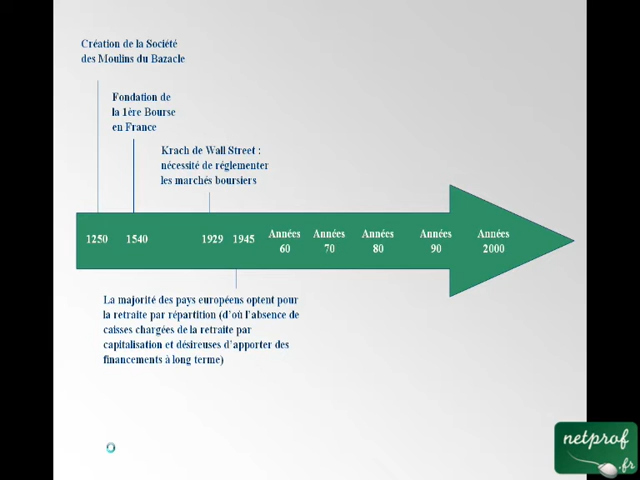 Création de la Société
des Moulins du Bazacle
Fondation de
la 1ère Bourse
en France
Krach de Wall Street :
nécessité de réglementer
les marchés boursiers
1250
1540
1929
1945
Années
60
Années
70
Années
80
Années
90
Années
2000
La majorité des pays européens optent pour
la retraite par répartition (d’où l’absence de
caisses chargées de la retraite par
capitalisation et désireuses d’apporter des
financements à long terme)
netprof
.fr